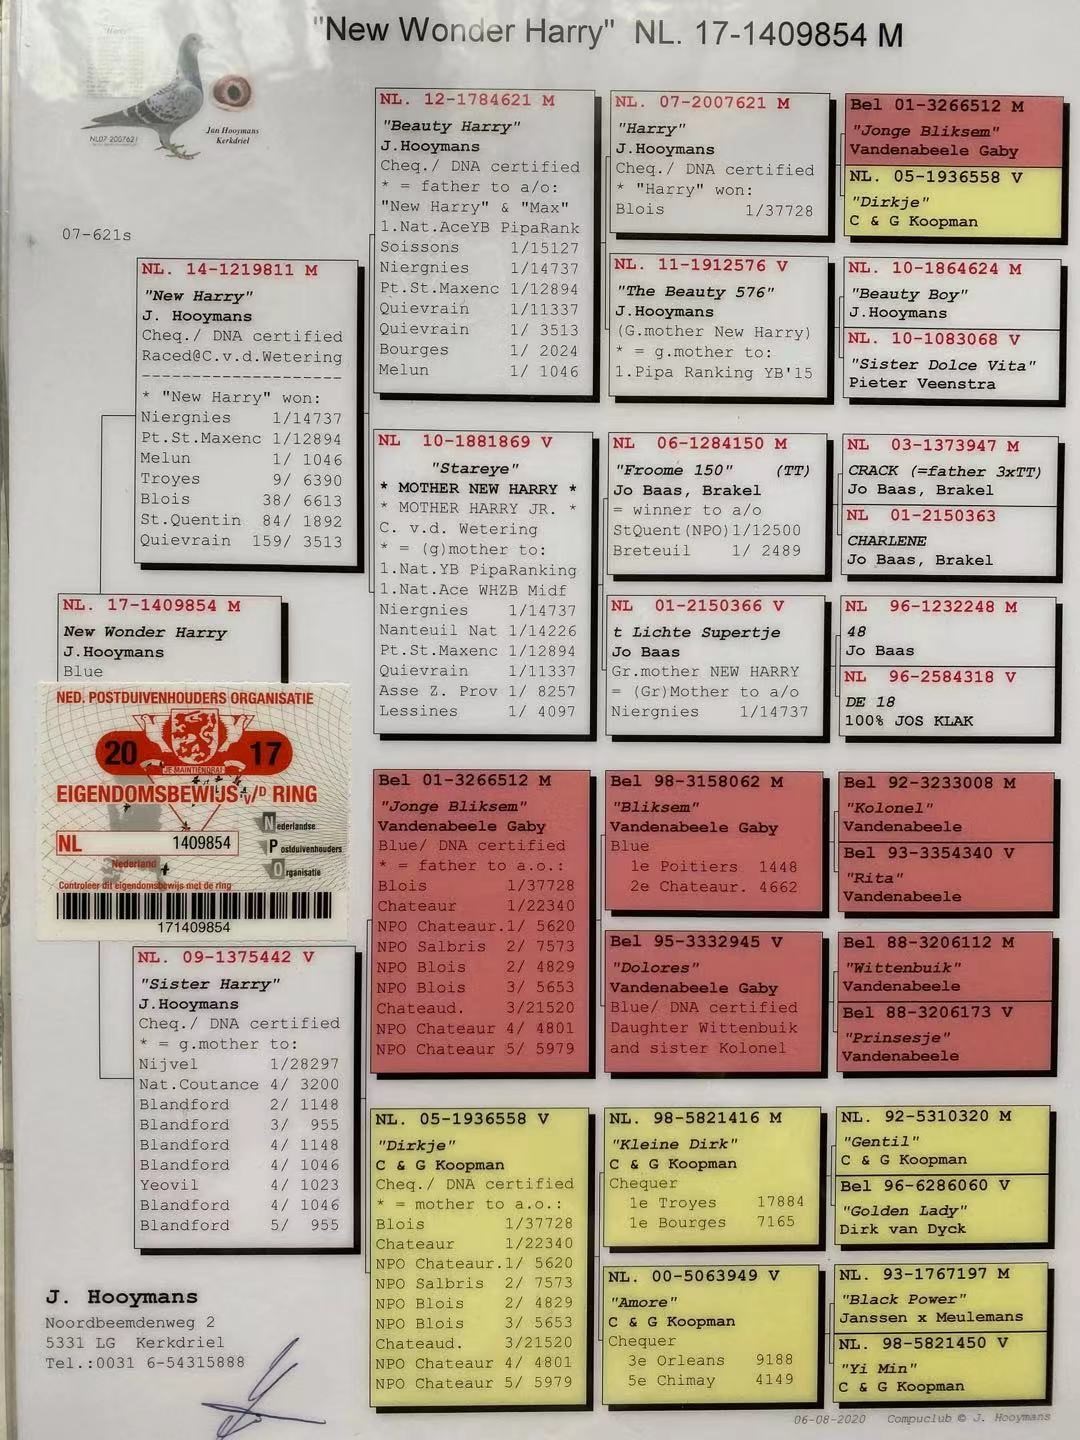 "New Wonder Harry" NL. 17-1409854 M
"Harry"
NL07-2007621
Jan Hooymans
Kerkdriel
07-621s
NL. 14-1219811 M
"New Harry"
J. Hooymans
Cheq./ DNA certified
Raced@C.v.d.Wetering
--------------------
* "New Harry" won:
Niergnies 1/14737
Pt.St.Maxenc 1/12894
Melun 1/ 1046
Troyes 9/ 6390
Blois 38/ 6613
St.Quentin 84/ 1892
Quievrain 159/ 3513
NL. 17-1409854 M
New Wonder Harry
J.Hooymans
Blue
NED. POSTDUIVENHOUDERS ORGANISATIE
20 17
JE MAINTIENDRAI
EIGENDOMSBEWIJS v/D RING
NL 1409854
Nederland
Nederlandse
Postduivenhouders
Organisatie
Controleer dit eigendomsbewijs met de ring
171409854
NL. 09-1375442 V
"Sister Harry"
J.Hooymans
Cheq./ DNA certified
* = g.mother to:
Nijvel 1/28297
Nat.Coutance 4/ 3200
Blandford 2/ 1148
Blandford 3/ 955
Blandford 4/ 1148
Blandford 4/ 1046
Yeovil 4/ 1023
Blandford 4/ 1046
Blandford 5/ 955
J. Hooymans
Noordbeemdenweg 2
5331 LG Kerkdriel
Tel.:0031 6-54315888
NL. 12-1784621 M
"Beauty Harry"
J.Hooymans
Cheq./ DNA certified
* = father to a/o:
"New Harry" & "Max"
1.Nat.AceYB PipaRank
Soissons 1/15127
Niergnies 1/14737
Pt.St.Maxenc 1/12894
Quievrain 1/11337
Quievrain 1/ 3513
Bourges 1/ 2024
Melun 1/ 1046
NL 10-1881869 V
"Stareye"
* MOTHER NEW HARRY *
* MOTHER HARRY JR. *
C. v.d. Wetering
* = (g)mother to:
1.Nat.YB PipaRanking
1.Nat.Ace WHZB Midf
Niergnies 1/14737
Nanteuil Nat 1/14226
Pt.St.Maxenc 1/12894
Quievrain 1/11337
Asse Z. Prov 1/ 8257
Lessines 1/ 4097
Bel 01-3266512 M
"Jonge Bliksem"
Vandenabeele Gaby
Blue/ DNA certified
* = father to a.o.:
Blois 1/37728
Chateaur 1/22340
NPO Chateaur.1/ 5620
NPO Salbris 2/ 7573
NPO Blois 2/ 4829
NPO Blois 3/ 5653
Chateaud. 3/21520
NPO Chateaur 4/ 4801
NPO Chateaur 5/ 5979
NL. 05-1936558 V
"Dirkje"
C & G Koopman
Cheq./ DNA certified
* = mother to a.o.:
Blois 1/37728
Chateaur 1/22340
NPO Chateaur.1/ 5620
NPO Salbris 2/ 7573
NPO Blois 2/ 4829
NPO Blois 3/ 5653
Chateaud. 3/21520
NPO Chateaur 4/ 4801
NPO Chateaur 5/ 5979
NL. 07-2007621 M
"Harry"
J.Hooymans
Cheq./ DNA certified
* "Harry" won:
Blois 1/37728
NL. 11-1912576 V
"The Beauty 576"
J.Hooymans
(G.mother New Harry)
* = g.mother to:
1.Pipa Ranking YB'15
NL 06-1284150 M
"Froome 150" (TT)
Jo Baas, Brakel
= winner to a/o
StQuent(NPO)1/12500
Breteuil 1/ 2489
NL 01-2150366 V
t Lichte Supertje
Jo Baas
Gr.mother NEW HARRY
= (Gr)Mother to a/o
Niergnies 1/14737
Bel 98-3158062 M
"Bliksem"
Vandenabeele Gaby
Blue
1e Poitiers 1448
2e Chateaur. 4662
Bel 95-3332945 V
"Dolores"
Vandenabeele Gaby
Blue/ DNA certified
Daughter Wittenbuik
and sister Kolonel
NL. 98-5821416 M
"Kleine Dirk"
C & G Koopman
Chequer
1e Troyes 17884
1e Bourges 7165
NL. 00-5063949 V
"Amore"
C & G Koopman
Chequer
3e Orleans 9188
5e Chimay 4149
Bel 01-3266512 M
"Jonge Bliksem"
Vandenabeele Gaby
NL. 05-1936558 V
"Dirkje"
C & G Koopman
NL. 10-1864624 M
"Beauty Boy"
J.Hooymans
NL. 10-1083068 V
"Sister Dolce Vita"
Pieter Veenstra
NL 03-1373947 M
CRACK (=father 3xTT)
Jo Baas, Brakel
NL 01-2150363
CHARLENE
Jo Baas, Brakel
NL 96-1232248 M
48
Jo Baas
NL 96-2584318 V
DE 18
100% JOS KLAK
Bel 92-3233008 M
"Kolonel"
Vandenabeele
Bel 93-3354340 V
"Rita"
Vandenabeele
Bel 88-3206112 M
"Wittenbuik"
Vandenabeele
Bel 88-3206173 V
"Prinsesje"
Vandenabeele
NL. 92-5310320 M
"Gentil"
C & G Koopman
Bel 96-6286060 V
"Golden Lady"
Dirk van Dyck
NL. 93-1767197 M
"Black Power"
Janssen x Meulemans
NL. 98-5821450 V
"Yi Min"
C & G Koopman
06-08-2020 Compuclub © J. Hooymans